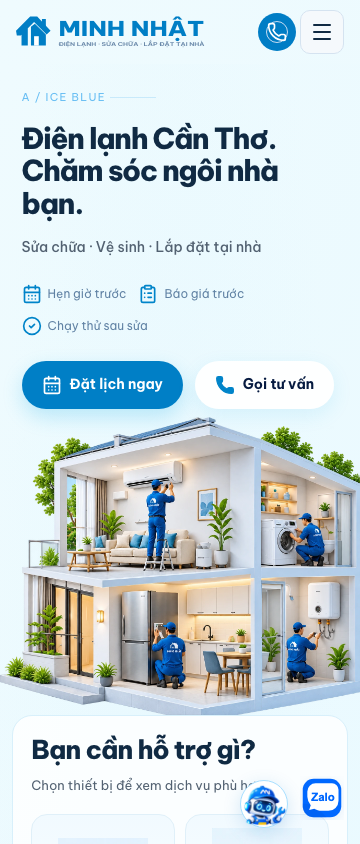 MINH NHẬT
ĐIỆN LẠNH · SỬA CHỮA · LẮP ĐẶT TẠI NHÀ
A / ICE BLUE
Điện lạnh Cần Thơ.
Chăm sóc ngôi nhà
bạn.
Sửa chữa · Vệ sinh · Lắp đặt tại nhà
Hẹn giờ trước
Báo giá trước
Chạy thử sau sửa
Đặt lịch ngay
Gọi tư vấn
Bạn cần hỗ trợ gì?
Chọn thiết bị để xem dịch vụ phù
Zalo